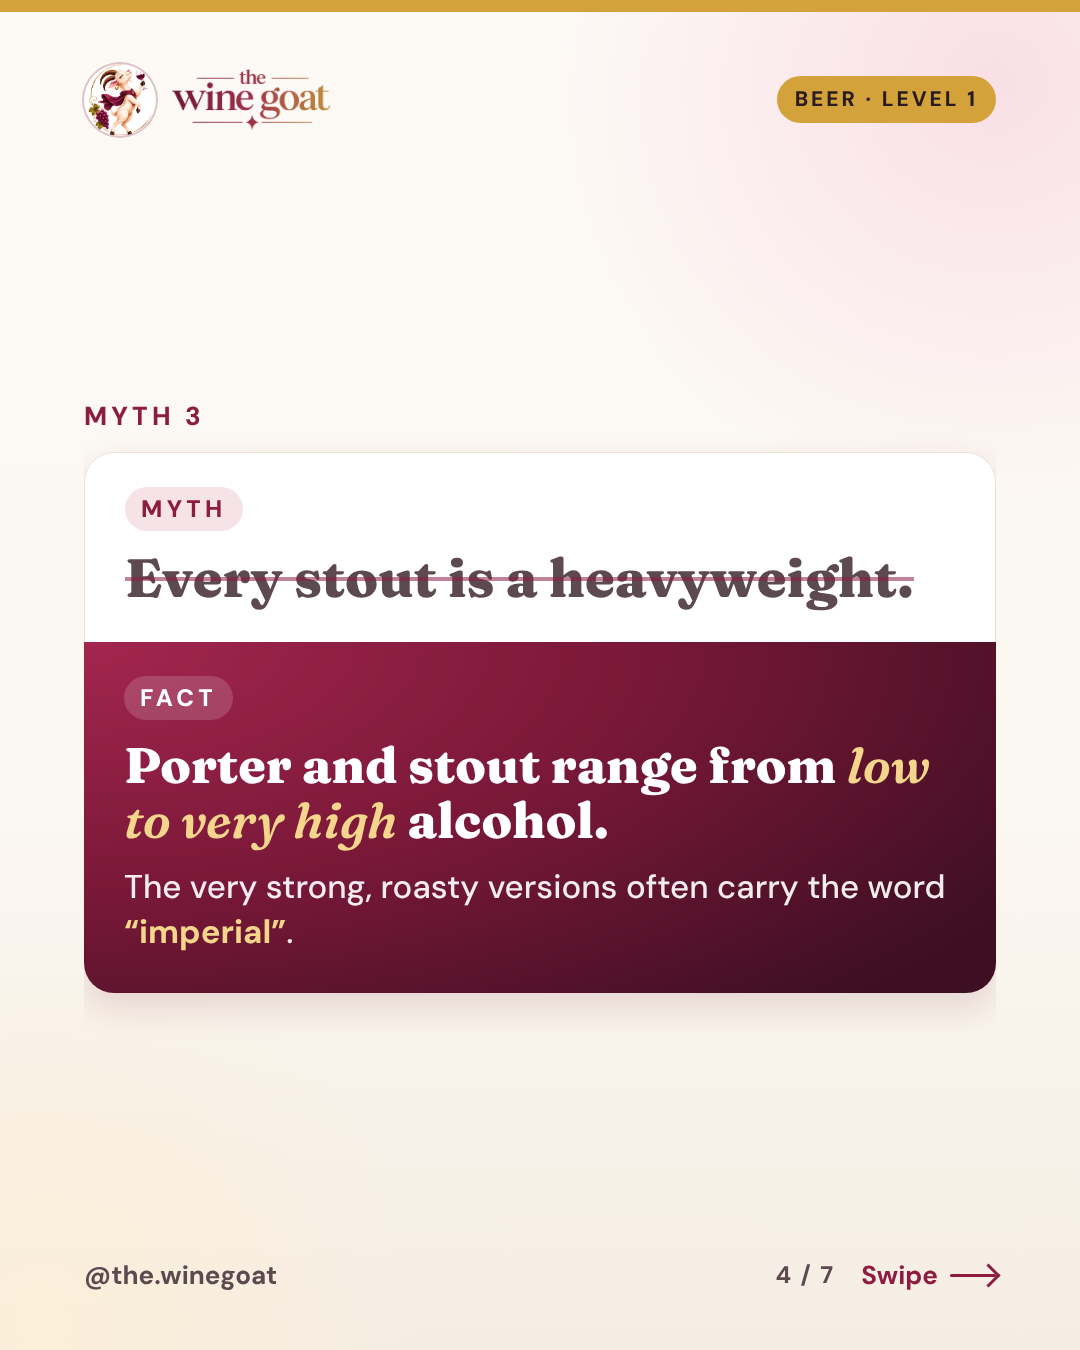 the
wine goat
BEER · LEVEL 1
MYTH 3
MYTH
Every stout is a heavyweight.
FACT
Porter and stout range from low
to very high alcohol.
The very strong, roasty versions often carry the word
“imperial”.
@the.winegoat
4 / 7 Swipe